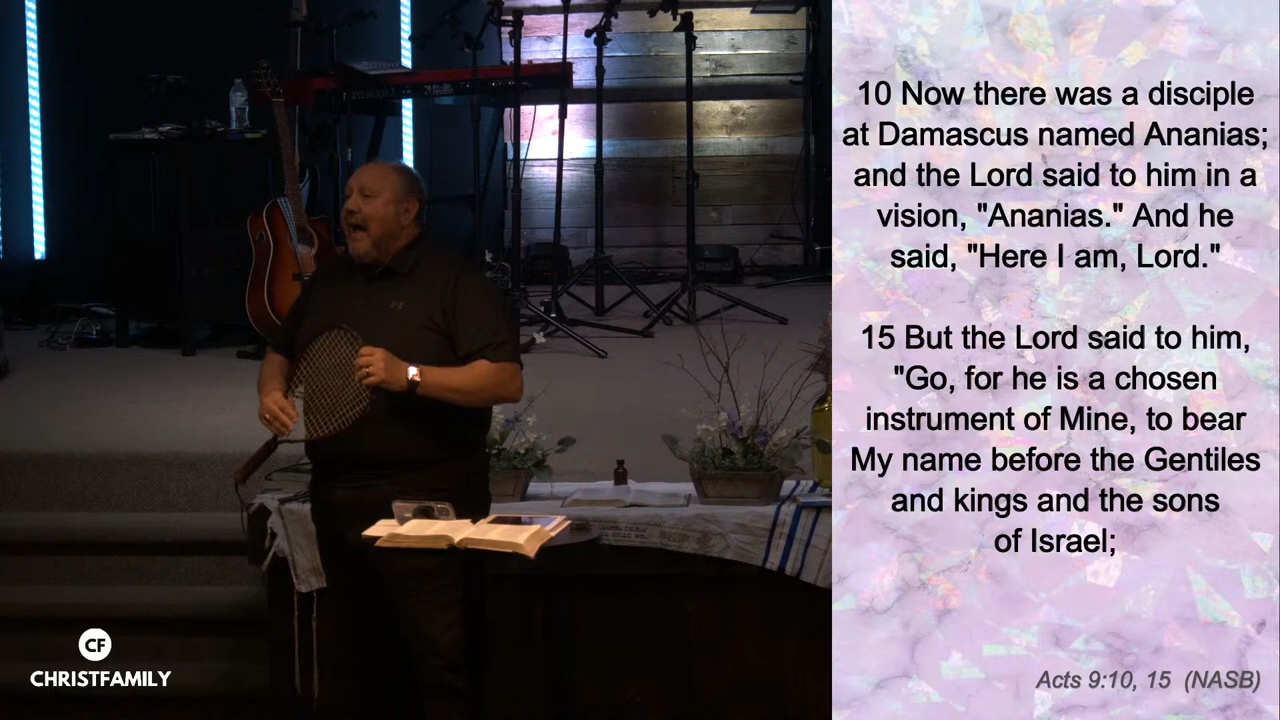 10 Now there was a disciple
at Damascus named Ananias;
and the Lord said to him in a
vision, "Ananias." And he
said, "Here I am, Lord."
15 But the Lord said to him,
"Go, for he is a chosen
instrument of Mine, to bear
My name before the Gentiles
and kings and the sons
of Israel;
Acts 9:10, 15 (NASB)
CF
CHRISTFAMILY